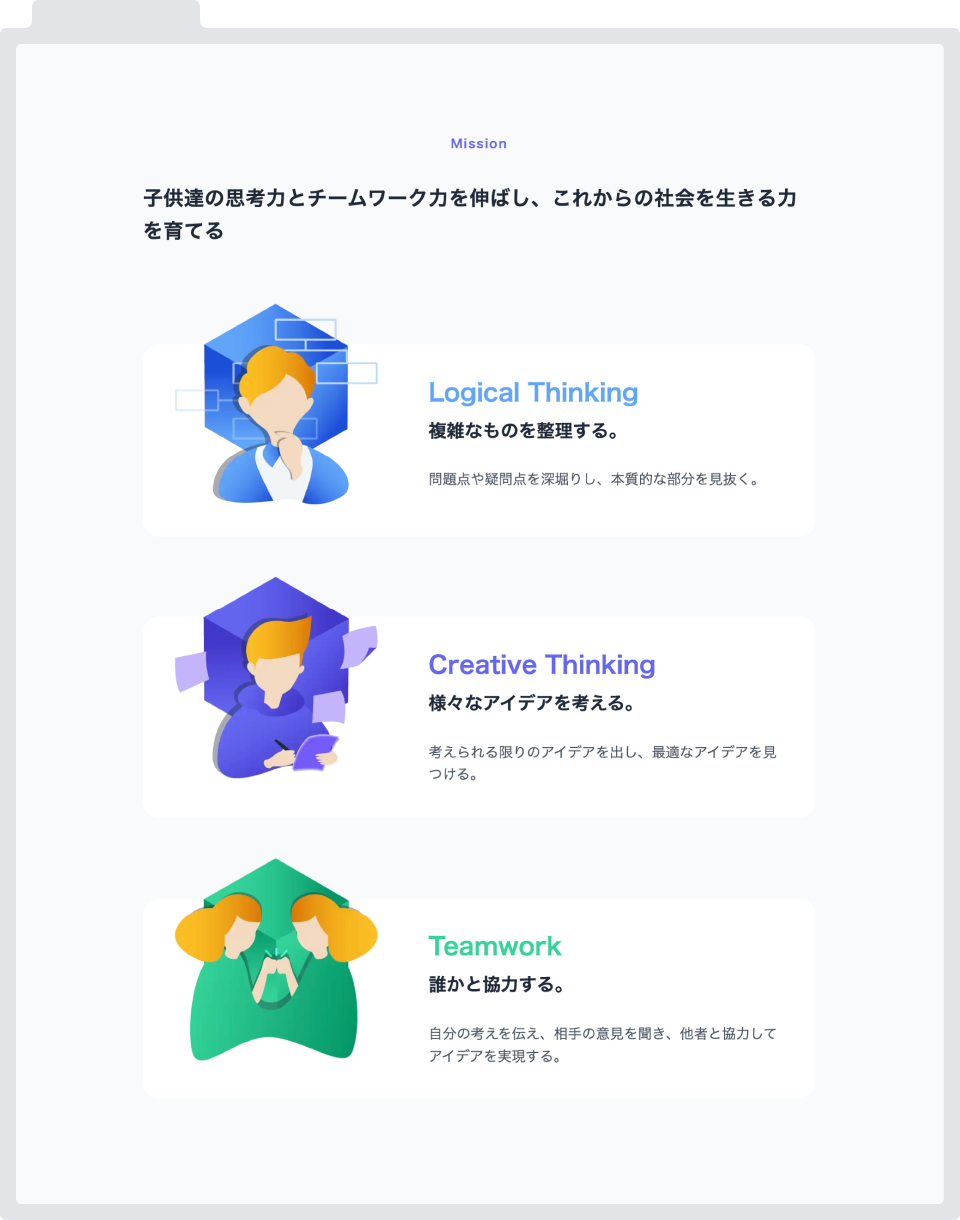 Mission
子供達の思考力とチームワーク力を伸ばし、これからの社会を生きる力
を育てる
Logical Thinking
複雑なものを整理する。
問題点や疑問点を深堀りし、本質的な部分を見抜く。
Creative Thinking
様々なアイデアを考える。
考えられる限りのアイデアを出し、最適なアイデアを見
つける。
Teamwork
誰かと協力する。
自分の考えを伝え、相手の意見を聞き、他者と協力して
アイデアを実現する。